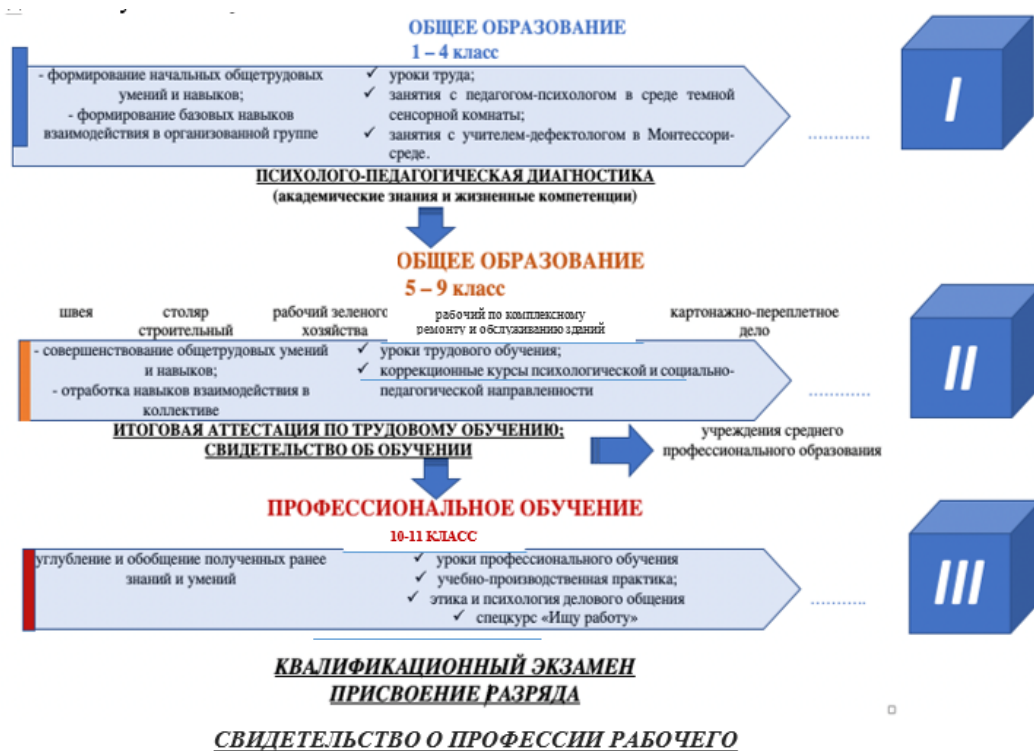 ОБЩЕЕ ОБРАЗОВАНИЕ
1 – 4 класс
- формирование начальных общетрудовых
умений и навыков;
- формирование базовых навыков
взаимодействия в организованной группе
✓ уроки труда;
✓ занятия с педагогом-психологом в среде темной
сенсорной комнаты;
✓ занятия с учителем-дефектологом в Монтессори-
среде.
I
ПСИХОЛОГО-ПЕДАГОГИЧЕСКАЯ ДИАГНОСТИКА
(академические знания и жизненные компетенции)
ОБЩЕЕ ОБРАЗОВАНИЕ
5 – 9 класс
швея
столяр
строительный
рабочий зеленого
хозяйства
рабочий по комплексному
ремонту и обслуживанию зданий
картонажно-переплетное
дело
- совершенствование общетрудовых умений
и навыков;
- отработка навыков взаимодействия в
коллективе
✓ уроки трудового обучения;
✓ коррекционные курсы психологической и социально-
педагогической направленности
II
ИТОГОВАЯ АТТЕСТАЦИЯ ПО ТРУДОВОМУ ОБУЧЕНИЮ;
СВИДЕТЕЛЬСТВО ОБ ОБУЧЕНИИ
учреждения среднего
профессионального образования
ПРОФЕССИОНАЛЬНОЕ ОБУЧЕНИЕ
10-11 КЛАСС
углубление и обобщение полученных ранее
знаний и умений
✓ уроки профессионального обучения
✓ учебно-производственная практика;
✓ этика и психология делового общения
✓ спецкурс «Ищу работу»
III
КВАЛИФИКАЦИОННЫЙ ЭКЗАМЕН
ПРИСВОЕНИЕ РАЗРЯДА
СВИДЕТЕЛЬСТВО О ПРОФЕССИИ РАБОЧЕГО